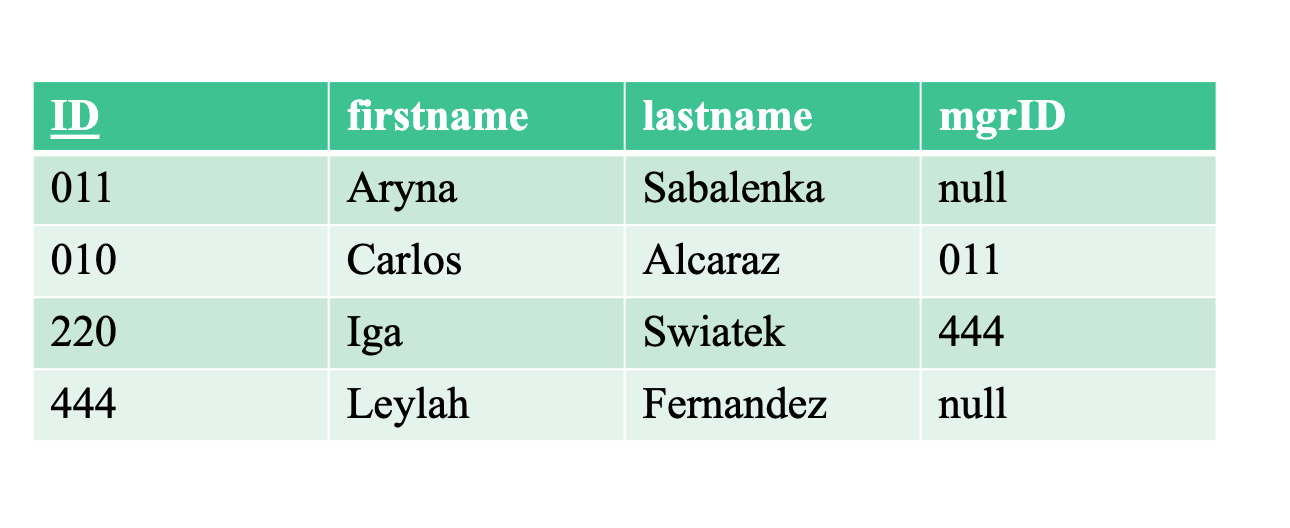 ID firstname lastname mgrID
011 Aryna Sabalenka null
010 Carlos Alcaraz 011
220 Iga Swiatek 444
444 Leylah Fernandez null